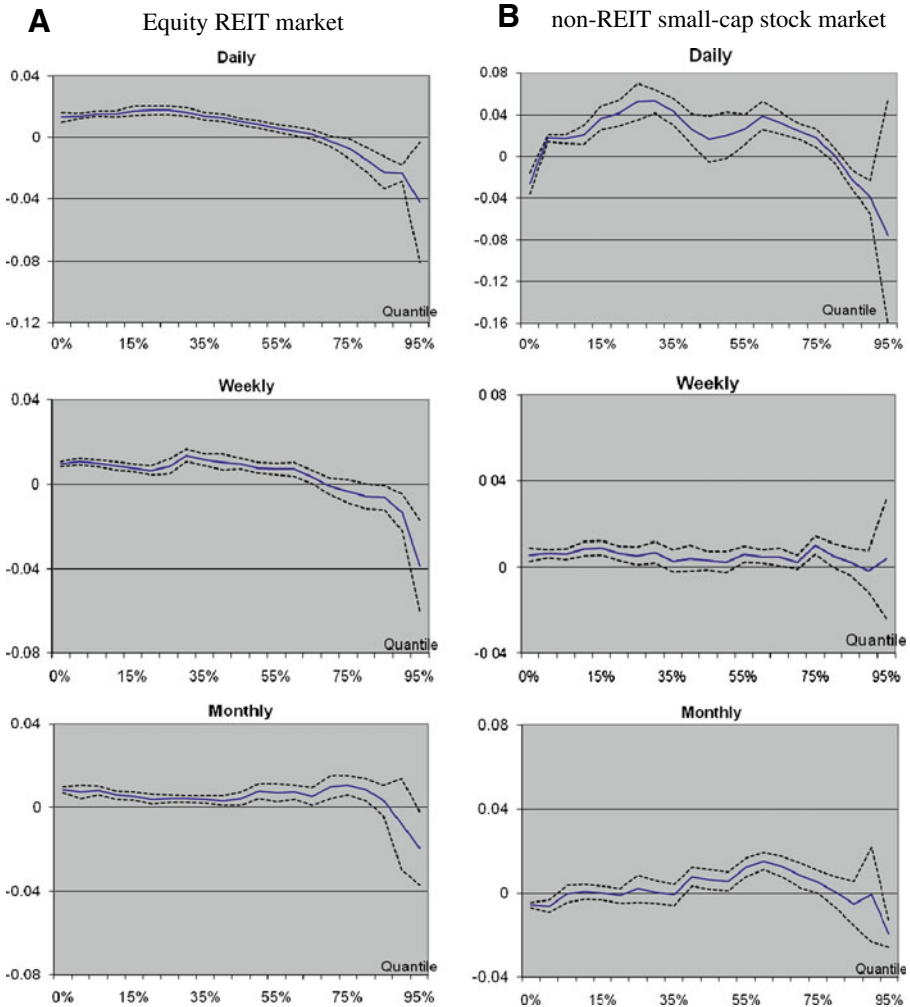 A Equity REIT market
Daily
0.04
0
-0.04
-0.08
-0.12
Quantile
0% 15% 35% 55% 75% 95%
Weekly
0.04
0
-0.04
-0.08
Quantile
0% 15% 35% 55% 75% 95%
Monthly
0.04
0
-0.04
-0.08
Quantile
0% 15% 35% 55% 75% 95%
B non-REIT small-cap stock market
Daily
0.08
0.04
0
-0.04
-0.08
-0.12
-0.16
Quantile
0% 15% 35% 55% 75% 95%
Weekly
0 08
0 04
0
-0 04
Quantile
0% 15% 35% 55% 75% 95%
Monthly
0.08
0.04
0
-0.04
Quantile
0% 15% 35% 55% 75% 95%